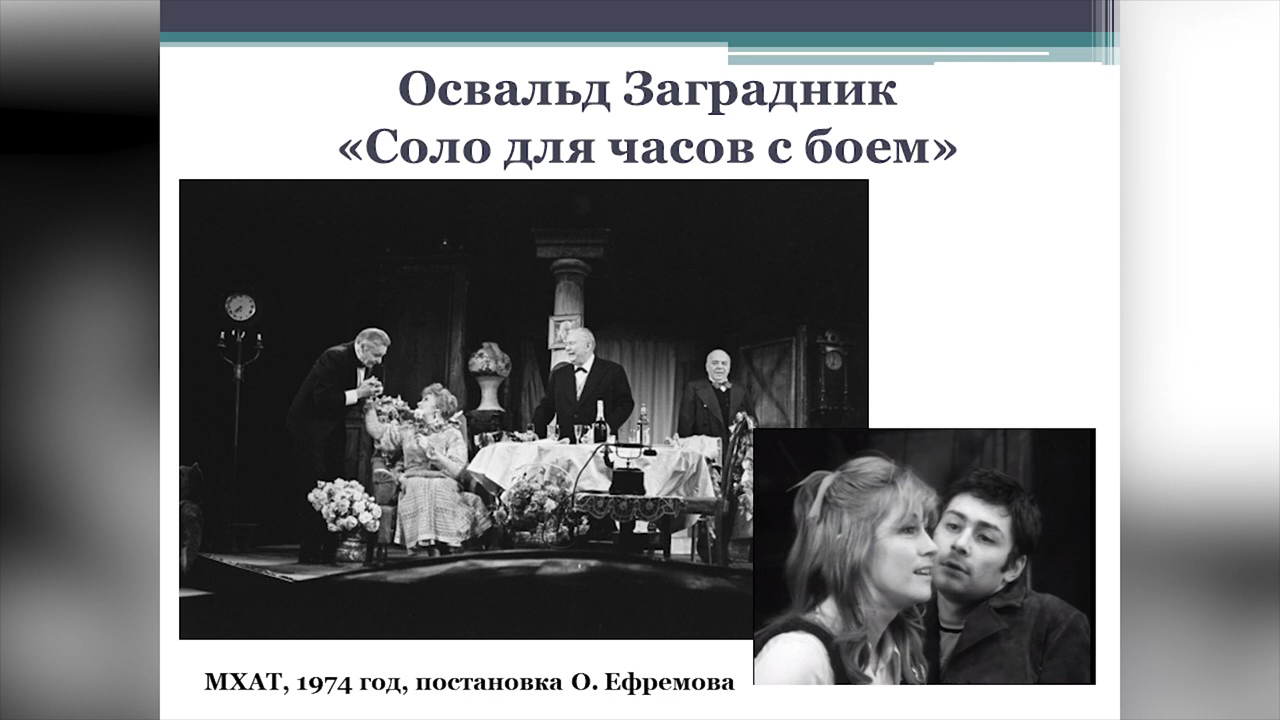 Освальд Заградник
«Соло для часов с боем»
МХАТ, 1974 год, постановка О. Ефремова